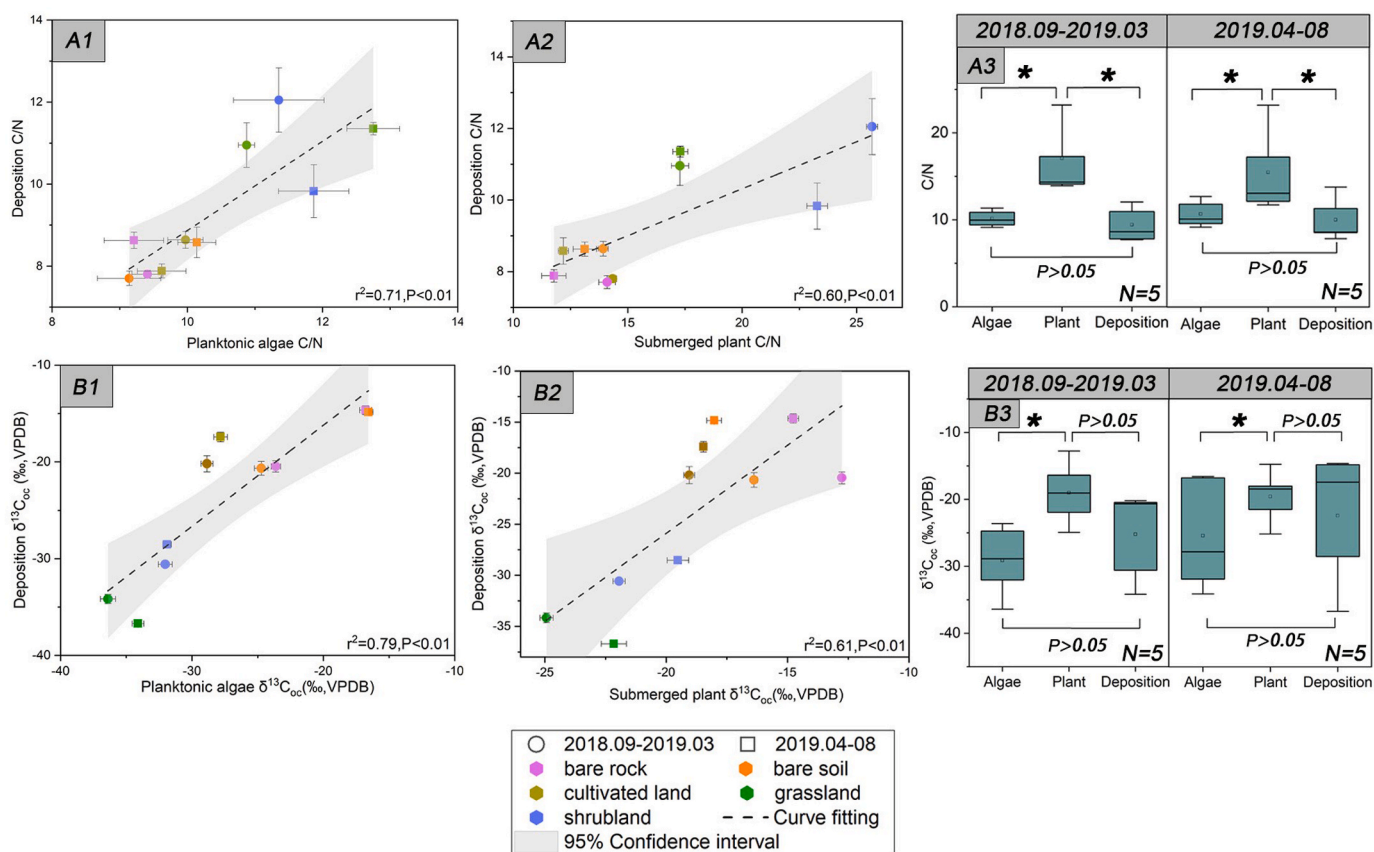 A1
14
12
10
8
Deposition C/N
8
10
12
14
Planktonic algae C/N
r²=0.71,P<0.01
A2
14
12
10
8
Deposition C/N
10
15
20
25
Submerged plant C/N
r²=0.60,P<0.01
2018.09-2019.03
2019.04-08
A3
*
*
*
*
20
10
0
C/N
P>0.05
P>0.05
N=5
N=5
Algae
Plant
Deposition
Algae
Plant
Deposition
B1
-10
-20
-30
-40
Deposition δ¹³Coc (‰,VPDB)
-40
-30
-20
-10
Planktonic algae δ¹³Coc(‰,VPDB)
r²=0.79,P<0.01
B2
-10
-15
-20
-25
-30
-35
Deposition δ¹³Coc (‰,VPDB)
-25
-20
-15
-10
Submerged plant δ¹³Coc(‰,VPDB)
r²=0.61,P<0.01
2018.09-2019.03
2019.04-08
B3
*
P>0.05
*
P>0.05
-10
-20
-30
-40
δ¹³Coc (‰,VPDB)
P>0.05
P>0.05
N=5
N=5
Algae
Plant
Deposition
Algae
Plant
Deposition
2018.09-2019.03
2019.04-08
bare rock
bare soil
cultivated land
grassland
shrubland
Curve fitting
95% Confidence interval